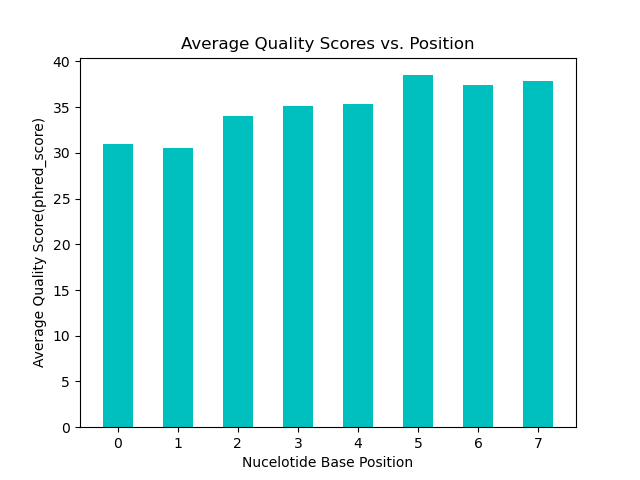 Average Quality Scores vs. Position
Average Quality Score(phred_score)
40
35
30
25
20
15
10
5
0
0 1 2 3 4 5 6 7
Nucelotide Base Position